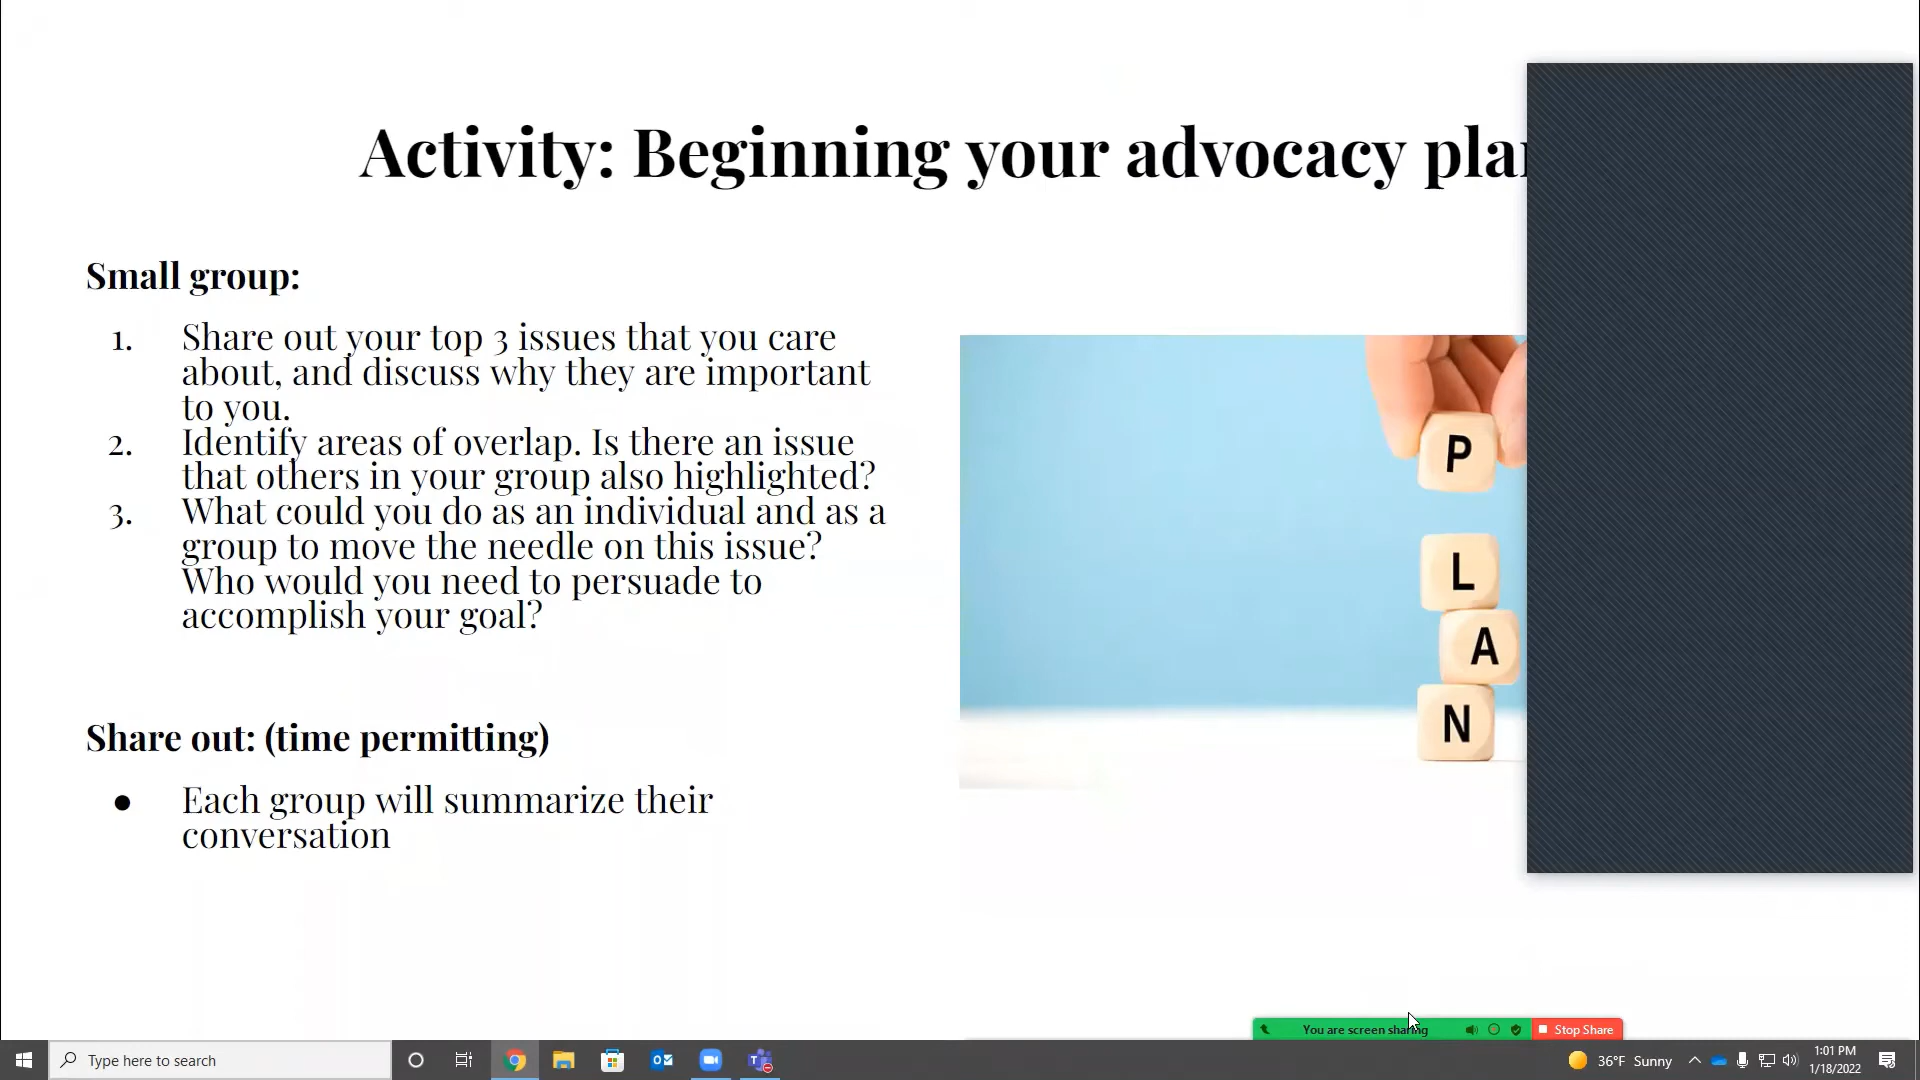 Activity: Beginning your advocacy pla
Small group:
1. Share out your top 3 issues that you care
about, and discuss why they are important
to you.
2. Identify areas of overlap. Is there an issue
that others in your group also highlighted?
3. What could you do as an individual and as a
group to move the needle on this issue?
Who would you need to persuade to
accomplish your goal?
P
L
A
N
Share out: (time permitting)
● Each group will summarize their
conversation
You are screen sharing
Stop Share
Type here to search
36°F Sunny
1:01 PM
1/18/2022